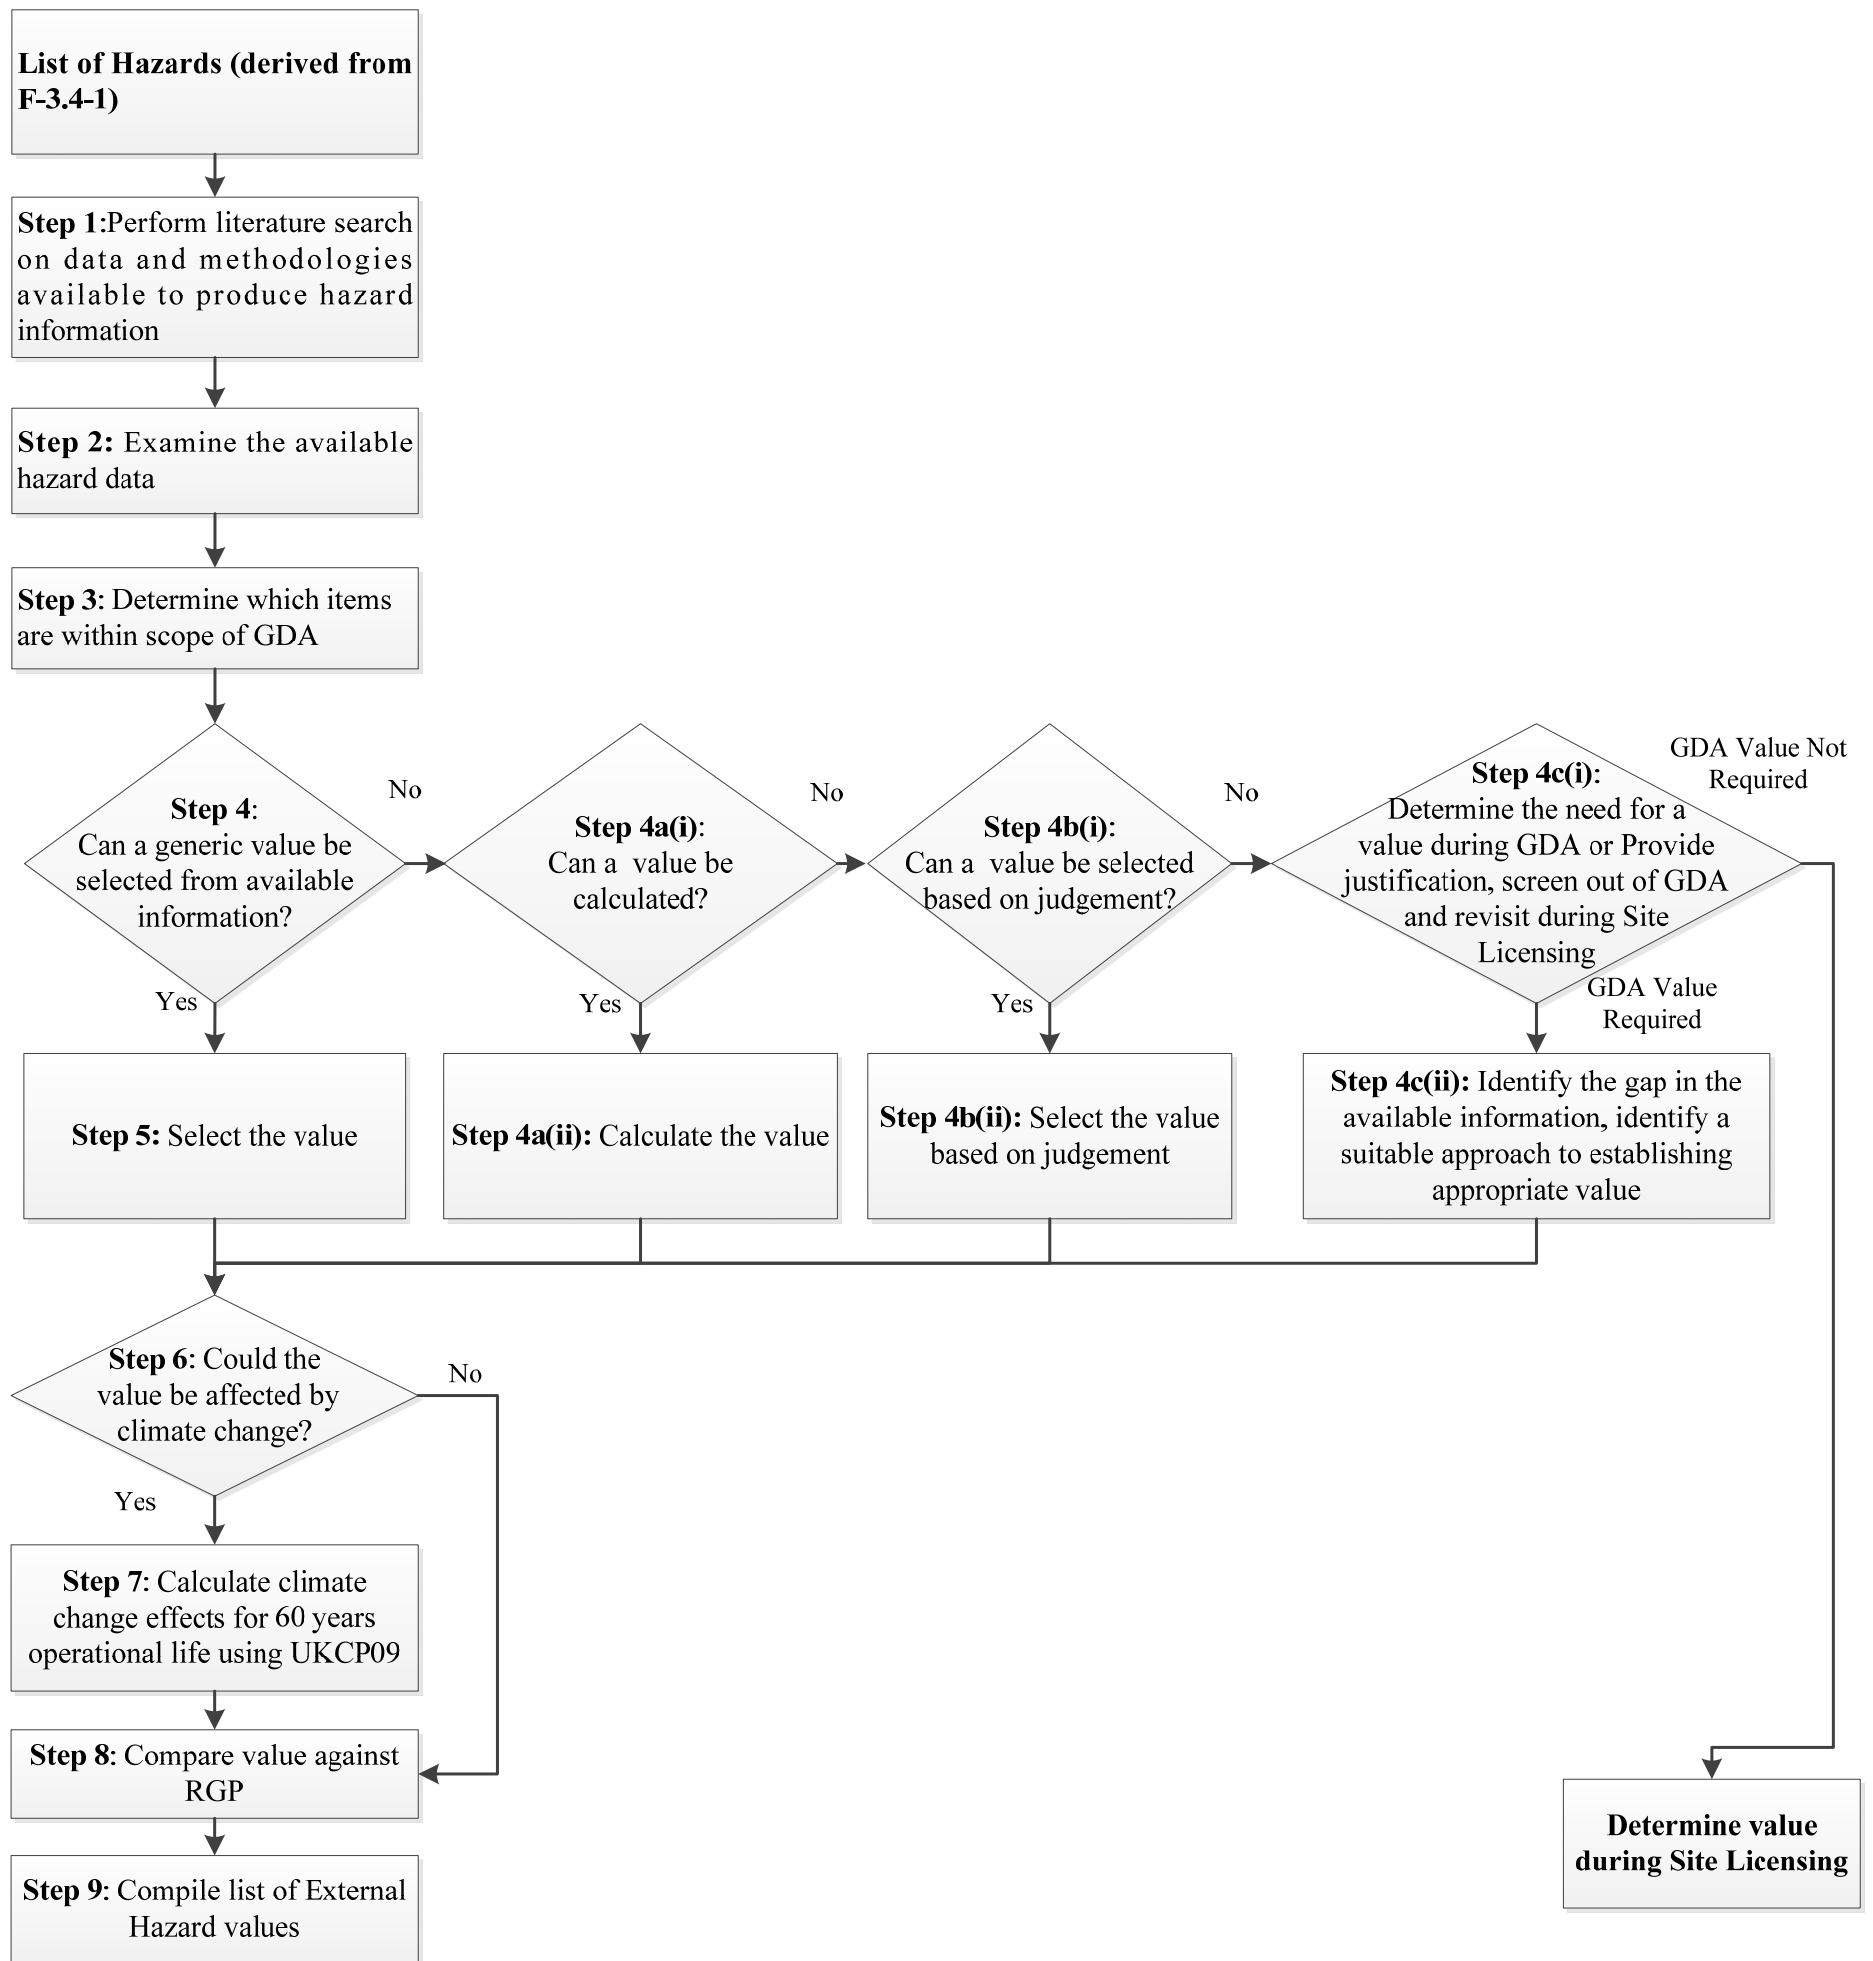 List of Hazards (derived from
F-3.4-1)
Step 1:Perform literature search
on data and methodologies
available to produce hazard
information
Step 2: Examine the available
hazard data
Step 3: Determine which items
are within scope of GDA
Step 4:
Can a generic value be
selected from available
information?
No
Yes
Step 4a(i):
Can a value be
calculated?
No
Yes
Step 4b(i):
Can a value be selected
based on judgement?
No
Yes
Step 4c(i):
Determine the need for a
value during GDA or Provide
justification, screen out of GDA
and revisit during Site
Licensing
GDA Value Not
Required
GDA Value
Required
Step 5: Select the value
Step 4a(ii): Calculate the value
Step 4b(ii): Select the value
based on judgement
Step 4c(ii): Identify the gap in the
available information, identify a
suitable approach to establishing
appropriate value
Step 6: Could the
value be affected by
climate change?
No
Yes
Step 7: Calculate climate
change effects for 60 years
operational life using UKCP09
Step 8: Compare value against
RGP
Step 9: Compile list of External
Hazard values
Determine value
during Site Licensing